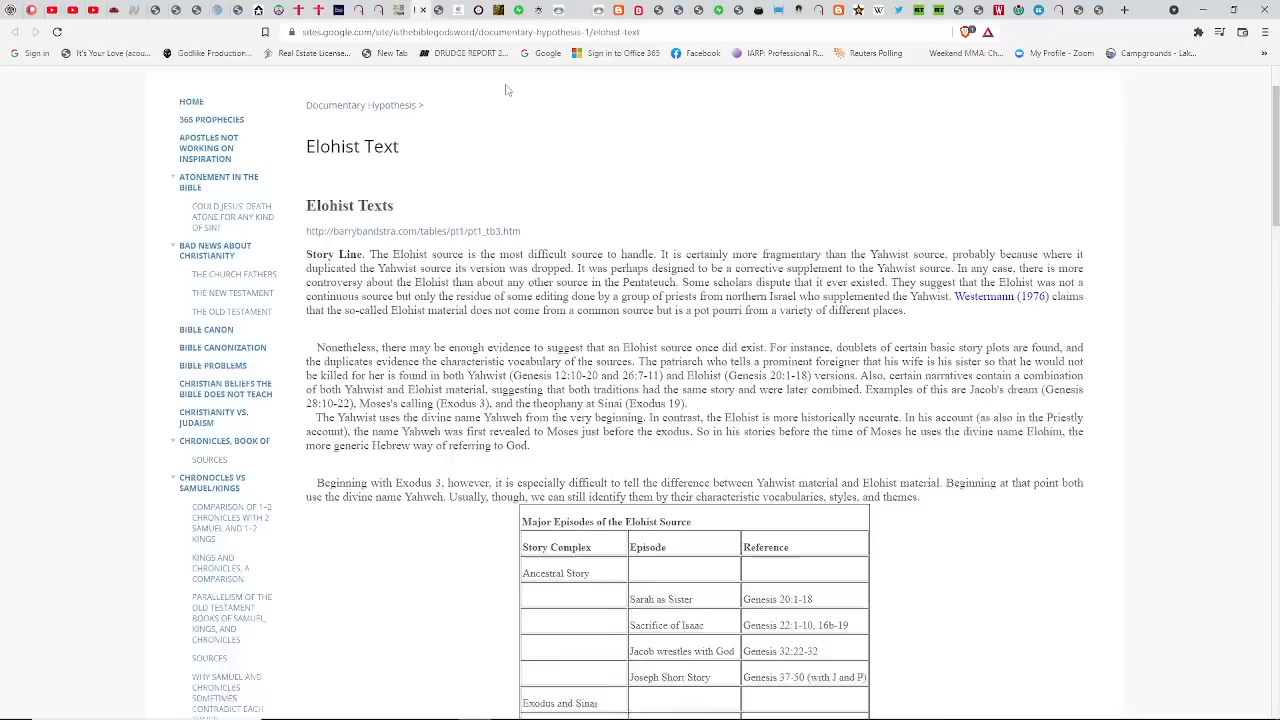 sites.google.com/site/isthebiblegodsword/documentary-hypothesis-1/elohist-text
Sign in
It's Your Love (acou...
Godlike Production...
Real Estate License...
New Tab
DRUDGE REPORT 2...
Google
Sign in to Office 365
Facebook
IARP: Professional R...
Reuters Polling
Weekend MMA: Ch...
My Profile - Zoom
Campgrounds - Lak...
HOME
365 PROPHECIES
APOSTLES NOT
WORKING ON
INSPIRATION
ATONEMENT IN THE
BIBLE
COULD JESUS' DEATH
ATONE FOR ANY KIND
OF SIN?
BAD NEWS ABOUT
CHRISTIANITY
THE CHURCH FATHERS
THE NEW TESTAMENT
THE OLD TESTAMENT
BIBLE CANON
BIBLE CANONIZATION
BIBLE PROBLEMS
CHRISTIAN BELIEFS THE
BIBLE DOES NOT TEACH
CHRISTIANITY VS.
JUDAISM
CHRONICLES, BOOK OF
SOURCES
CHRONOCLES VS
SAMUEL/KINGS
COMPARISON OF 1–2
CHRONICLES WITH 2
SAMUEL AND 1–2
KINGS
KINGS AND
CHRONICLES, A
COMPARISON
PARALLELISM OF THE
OLD TESTAMENT
BOOKS OF SAMUEL,
KINGS, AND
CHRONICLES
SOURCES
WHY SAMUEL AND
CHRONICLES
SOMETIMES
CONTRADICT EACH
Documentary Hypothesis >
Elohist Text
Elohist Texts
http://barrybandstra.com/tables/pt1/pt1_tb3.htm
Story Line. The Elohist source is the most difficult source to handle. It is certainly more fragmentary than the Yahwist source, probably because where it
duplicated the Yahwist source its version was dropped. It was perhaps designed to be a corrective supplement to the Yahwist source. In any case, there is more
controversy about the Elohist than about any other source in the Pentateuch. Some scholars dispute that it ever existed. They suggest that the Elohist was not a
continuous source but only the residue of some editing done by a group of priests from northern Israel who supplemented the Yahwist. Westermann (1976) claims
that the so-called Elohist material does not come from a common source but is a pot pourri from a variety of different places.
Nonetheless, there may be enough evidence to suggest that an Elohist source once did exist. For instance, doublets of certain basic story plots are found, and
the duplicates evidence the characteristic vocabulary of the sources. The patriarch who tells a prominent foreigner that his wife is his sister so that he would not
be killed for her is found in both Yahwist (Genesis 12:10-20 and 26:7-11) and Elohist (Genesis 20:1-18) versions. Also, certain narratives contain a combination
of both Yahwist and Elohist material, suggesting that both traditions had the same story and were later combined. Examples of this are Jacob's dream (Genesis
28:10-22), Moses's calling (Exodus 3), and the theophany at Sinai (Exodus 19).
The Yahwist uses the divine name Yahweh from the very beginning. In contrast, the Elohist is more historically accurate. In his account (as also in the Priestly
account), the name Yahweh was first revealed to Moses just before the exodus. So in his stories before the time of Moses he uses the divine name Elohim, the
more generic Hebrew way of referring to God.
Beginning with Exodus 3, however, it is especially difficult to tell the difference between Yahwist material and Elohist material. Beginning at that point both
use the divine name Yahweh. Usually, though, we can still identify them by their characteristic vocabularies, styles, and themes.
Major Episodes of the Elohist Source
Story Complex Episode Reference
Ancestral Story
Sarah as Sister Genesis 20:1-18
Sacrifice of Isaac Genesis 22:1-10, 16b-19
Jacob wrestles with God Genesis 32:22-32
Joseph Short Story Genesis 37-50 (with J and P)
Exodus and Sinai